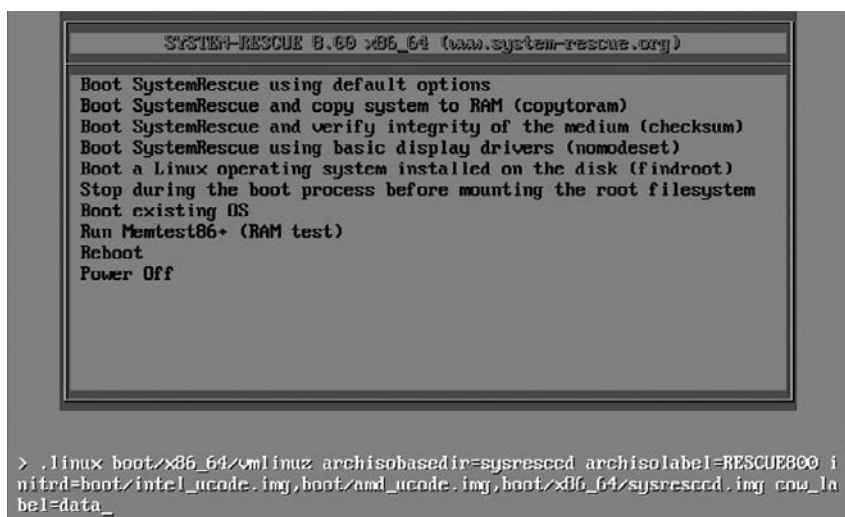 SYSTEM-RESCUE 8.00 x86_64 (www.system-rescue.org)
Boot SystemRescue using default options
Boot SystemRescue and copy system to RAM (copytoram)
Boot SystemRescue and verify integrity of the medium (checksum)
Boot SystemRescue using basic display drivers (nomodeset)
Boot a Linux operating system installed on the disk (findroot)
Stop during the boot process before mounting the root filesystem
Boot existing OS
Run Memtest86+ (RAM test)
Reboot
Power Off
> .linux boot/x86_64/vmlinuz archisobasedir=sysresccd archisolabel=RESCUE800 i
nitrd=boot/intel_ucode.img,boot/amd_ucode.img,boot/x86_64/sysresccd.img cow_la
bel=data_